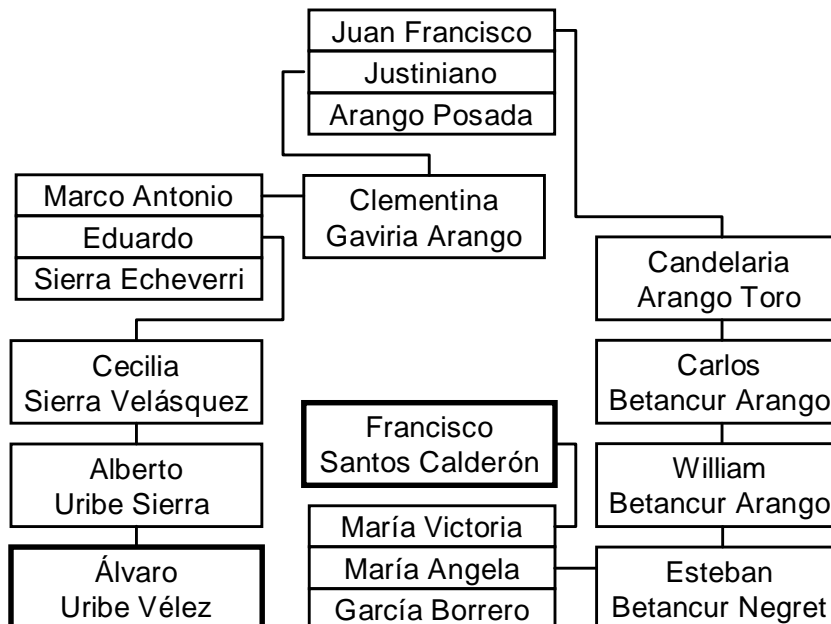 Juan Francisco
Justiniano
Arango Posada
Marco Antonio
Eduardo
Sierra Echeverri
Clementina
Gaviria Arango
Candelaria
Arango Toro
Cecilia
Sierra Velásquez
Carlos
Betancur Arango
Francisco
Santos Calderón
Alberto
Uribe Sierra
William
Betancur Arango
María Victoria
María Angela
García Borrero
Álvaro
Uribe Vélez
Esteban
Betancur Negret